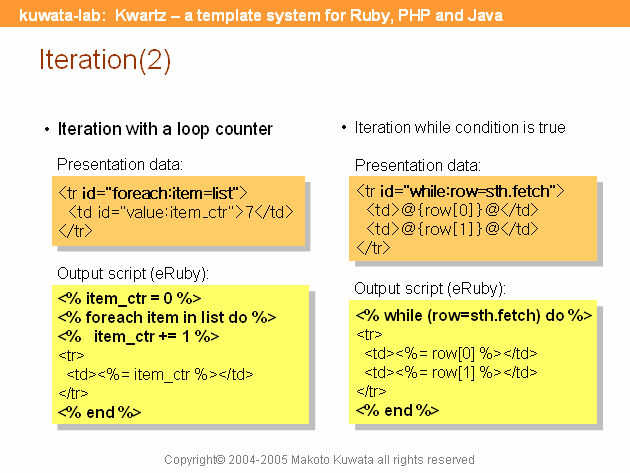 kuwata-lab: Kwartz – a template system for Ruby, PHP and Java
Iteration(2)
• Iteration with a loop counter
Presentation data:
<tr id="foreach:item=list">
<td id="value:item_ctr">7</td>
</tr>
Output script (eRuby):
<% item_ctr = 0 %>
<% foreach item in list do %>
<% item_ctr += 1 %>
<tr>
<td><%= item_ctr %></td>
</tr>
<% end %>
• Iteration while condition is true
Presentation data:
<tr id="while:row=sth.fetch">
<td>@{row[0]}@</td>
<td>@{row[1]}@</td>
</tr>
Output script (eRuby):
<% while (row=sth.fetch) do %>
<tr>
<td><%= row[0] %></td>
<td><%= row[1] %></td>
</tr>
<% end %>
Copyright© 2004-2005 Makoto Kuwata all rights reserved